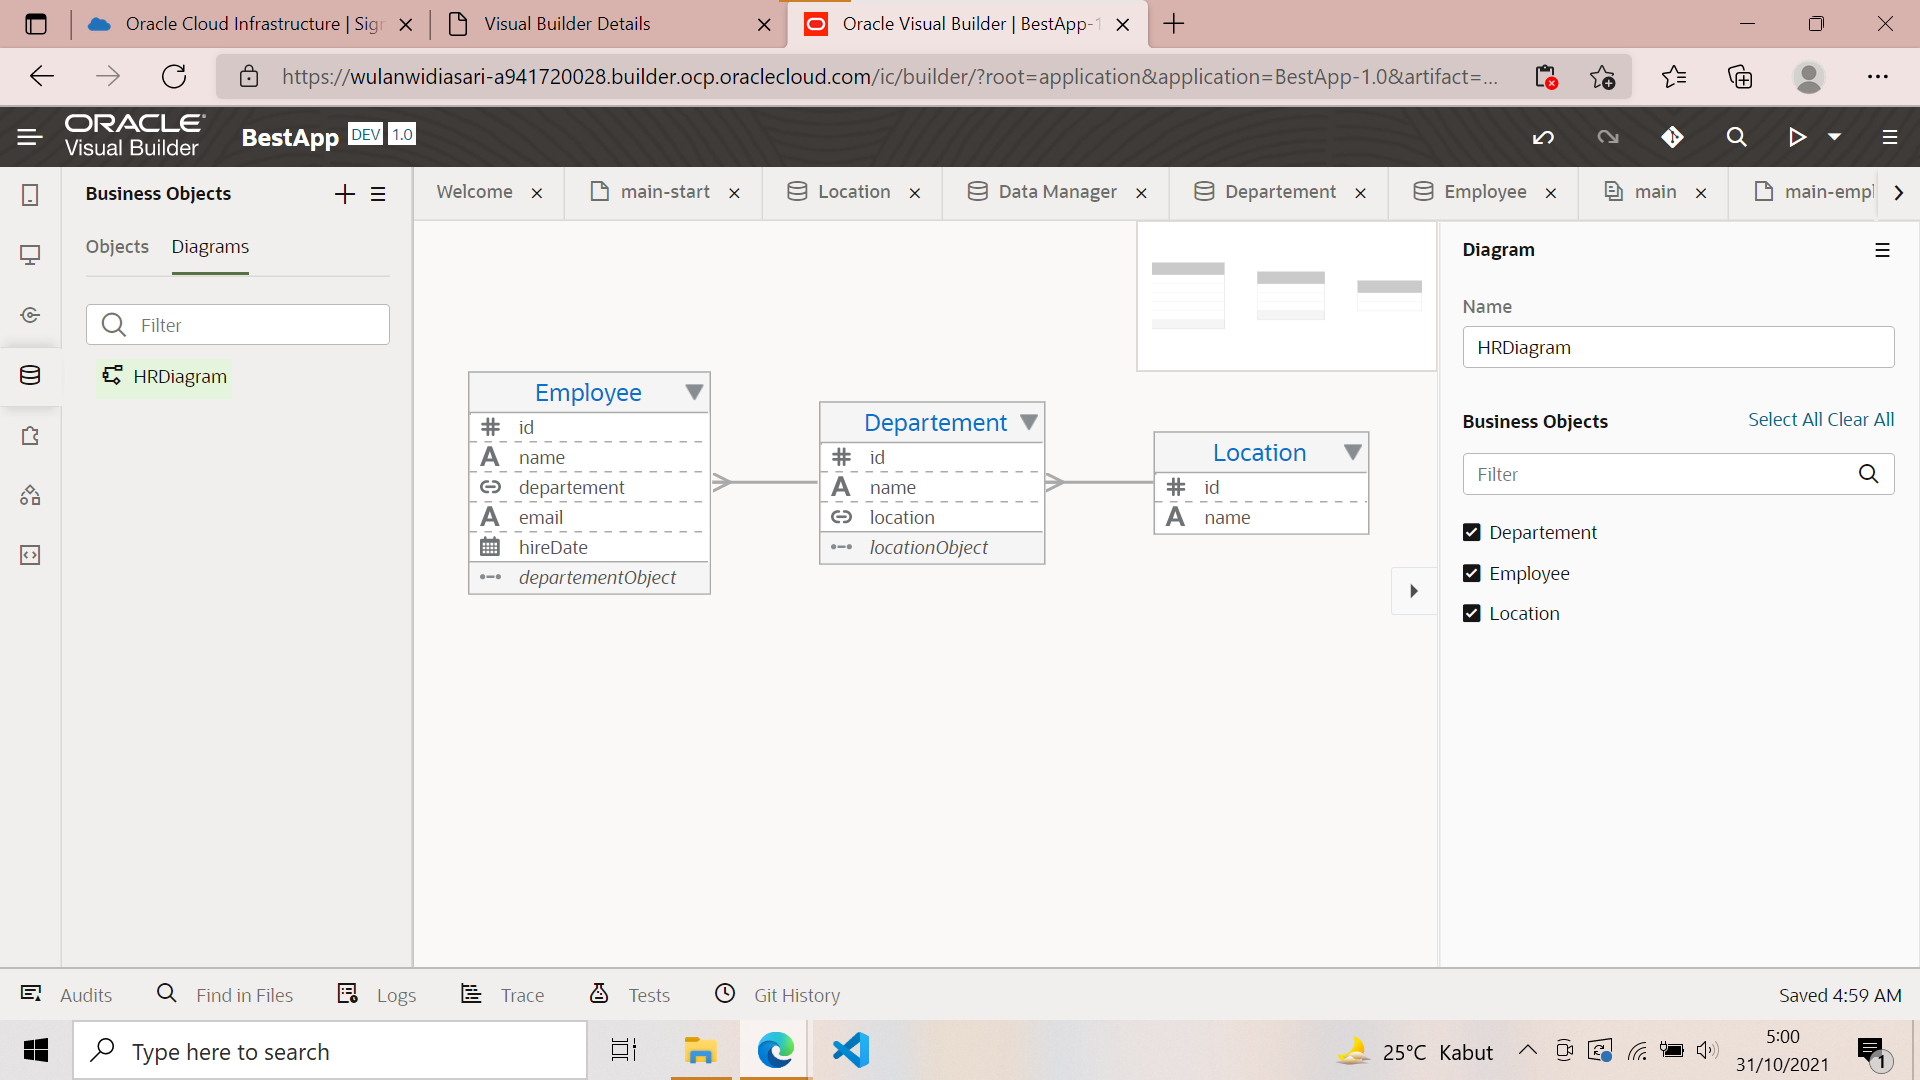 Oracle Cloud Infrastructure | Sign
Visual Builder Details
Oracle Visual Builder | BestApp-1
https://wulanwidiasari-a941720028.builder.ocp.oraclecloud.com/ic/builder/?root=application&application=BestApp-1.0&artifact=...
ORACLE
Visual Builder
BestApp DEV 1.0
Business Objects
Welcome
main-start
Location
Data Manager
Departement
Employee
main
main-empl
Objects
Diagrams
Filter
HRDiagram
Employee
id
name
departement
email
hireDate
departementObject
Departement
id
name
location
locationObject
Location
id
name
Diagram
Name
HRDiagram
Business Objects
Select All Clear All
Filter
Departement
Employee
Location
Audits
Find in Files
Logs
Trace
Tests
Git History
Saved 4:59 AM
Type here to search
25°C Kabut
5:00
31/10/2021
1